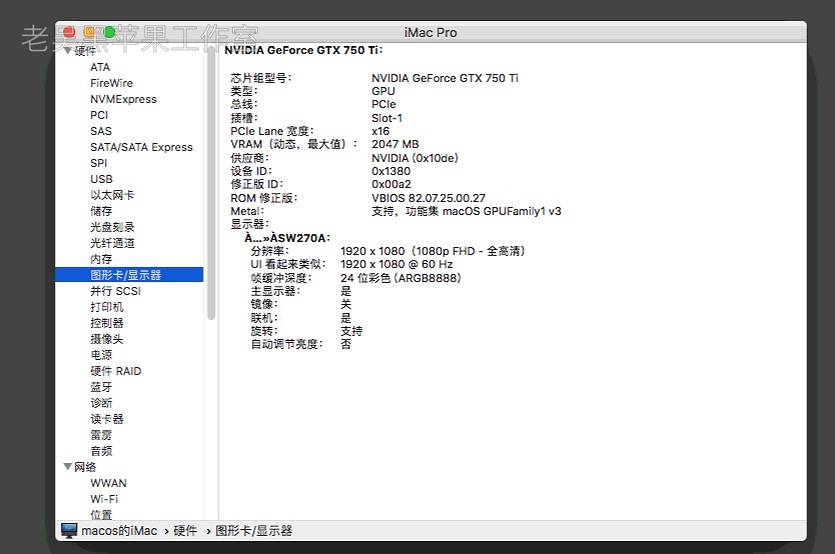 老吴黑苹果工作室
iMac Pro
硬件
ATA
FireWire
NVMExpress
PCI
SAS
SATA/SATA Express
SPI
USB
以太网卡
储存
光盘刻录
光纤通道
内存
图形卡/显示器
并行 SCSI
打印机
控制器
摄像头
电源
硬件 RAID
蓝牙
诊断
读卡器
雷雳
音频
网络
WWAN
Wi-Fi
位置
NVIDIA GeForce GTX 750 Ti：
芯片组型号： NVIDIA GeForce GTX 750 Ti
类型： GPU
总线： PCIe
插槽： Slot-1
PCIe Lane 宽度： x16
VRAM（动态，最大值）： 2047 MB
供应商： NVIDIA (0x10de)
设备 ID： 0x1380
修正版 ID： 0x00a2
ROM 修正版： VBIOS 82.07.25.00.27
Metal： 支持，功能集 macOS GPUFamily1 v3
显示器：
À…»ÀSW270A：
分辨率： 1920 x 1080（1080p FHD - 全高清）
UI 看起来类似： 1920 x 1080 @ 60 Hz
帧缓冲深度： 24 位彩色 (ARGB8888)
主显示器： 是
镜像： 关
联机： 是
旋转： 支持
自动调节亮度： 否
macos的iMac › 硬件 › 图形卡/显示器